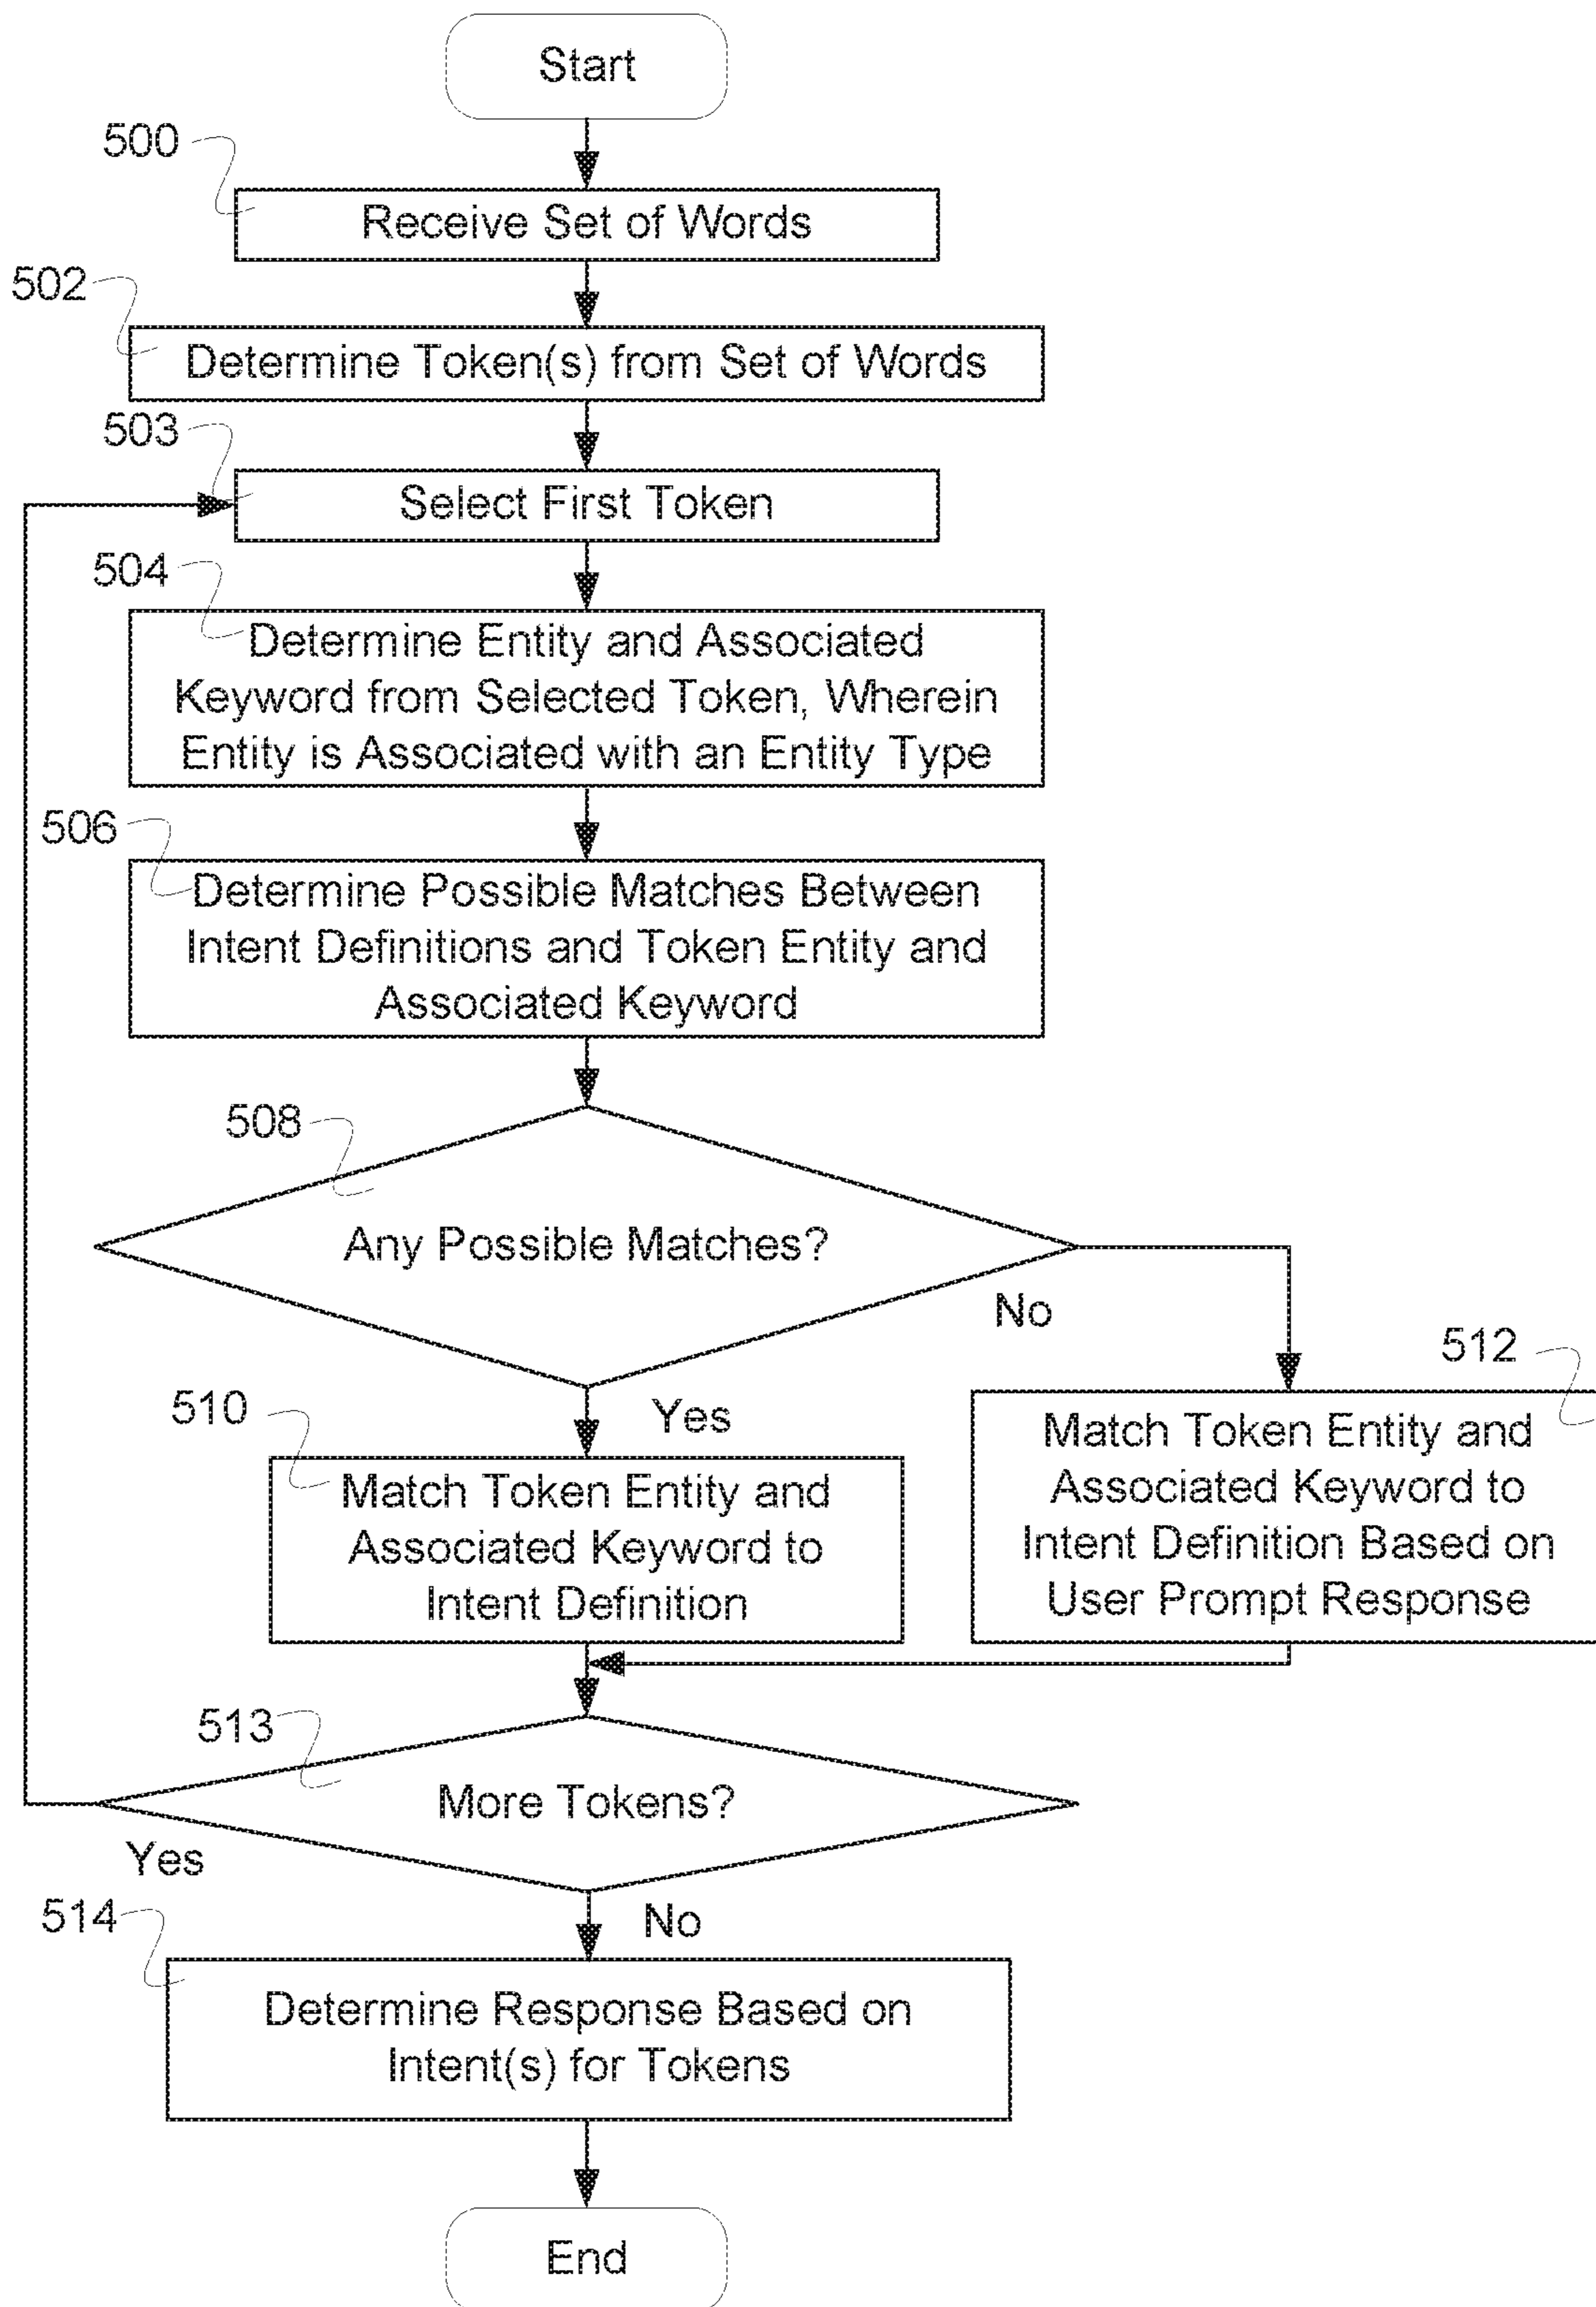 Start
500
Receive Set of Words
502
Determine Token(s) from Set of Words
503
Select First Token
504
Determine Entity and Associated
Keyword from Selected Token, Wherein
Entity is Associated with an Entity Type
506
Determine Possible Matches Between
Intent Definitions and Token Entity and
Associated Keyword
508
Any Possible Matches?
No
512
510
Yes
Match Token Entity and
Associated Keyword to
Intent Definition
Match Token Entity and
Associated Keyword to
Intent Definition Based on
User Prompt Response
513
More Tokens?
Yes
514
No
Determine Response Based on
Intent(s) for Tokens
End